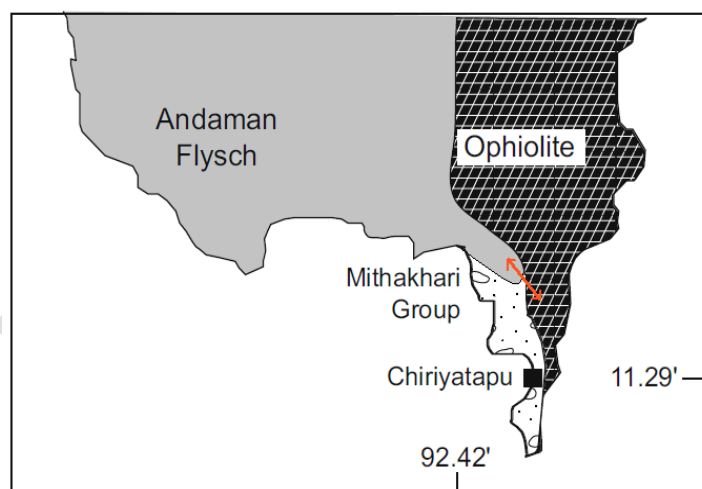 Andaman
Flysch
Ophiolite
Mithakhari
Group
Chiriyatapu
11.29'
92.42'